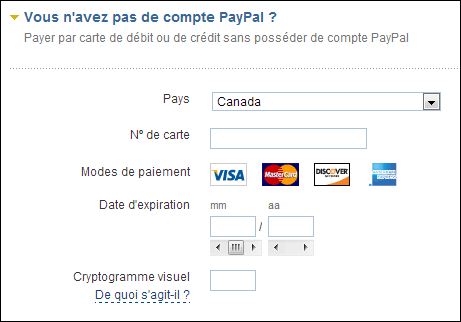 Vous n'avez pas de compte PayPal ?
Payer par carte de débit ou de crédit sans posséder de compte PayPal
Pays Canada
Nº de carte
Modes de paiement VISA MasterCard DISCOVER NETWORK AMERICAN EXPRESS
Date d'expiration mm / aa
Cryptogramme visuel
De quoi s'agit-il ?